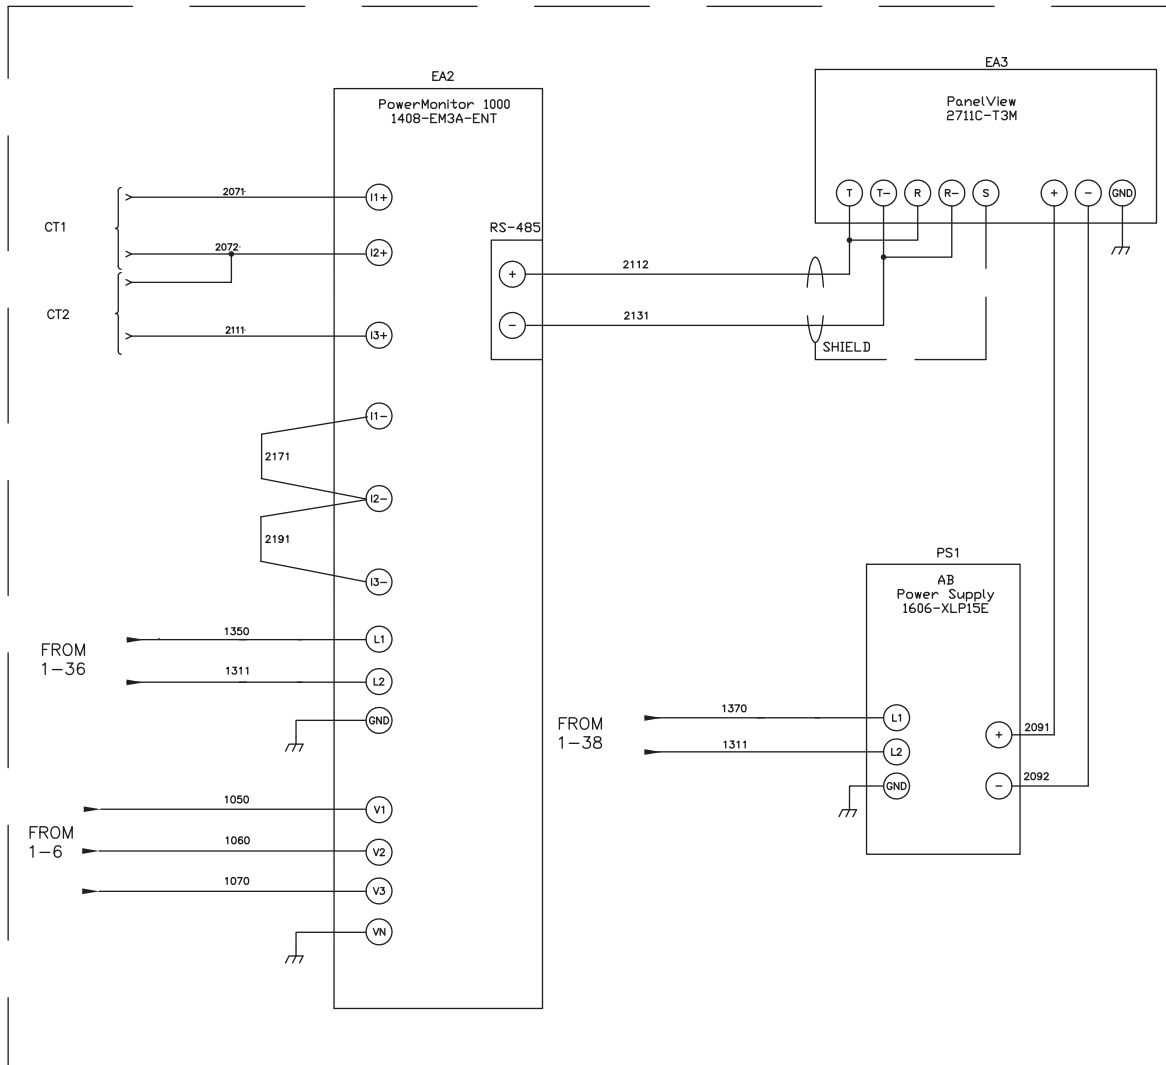 EA2
PowerMonitor 1000
1408-EM3A-ENT
EA3
PanelView
2711C-T3M
T
T-
R
R-
S
+
-
GND
CT1
2071
I1+
2072
I2+
CT2
2111
I3+
RS-485
+
2112
-
2131
SHIELD
I1-
2171
I2-
2191
I3-
FROM
1-36
1350
L1
1311
L2
GND
PS1
AB
Power Supply
1606-XLP15E
FROM
1-38
1370
L1
1311
L2
GND
+
2091
-
2092
FROM
1-6
1050
V1
1060
V2
1070
V3
VN